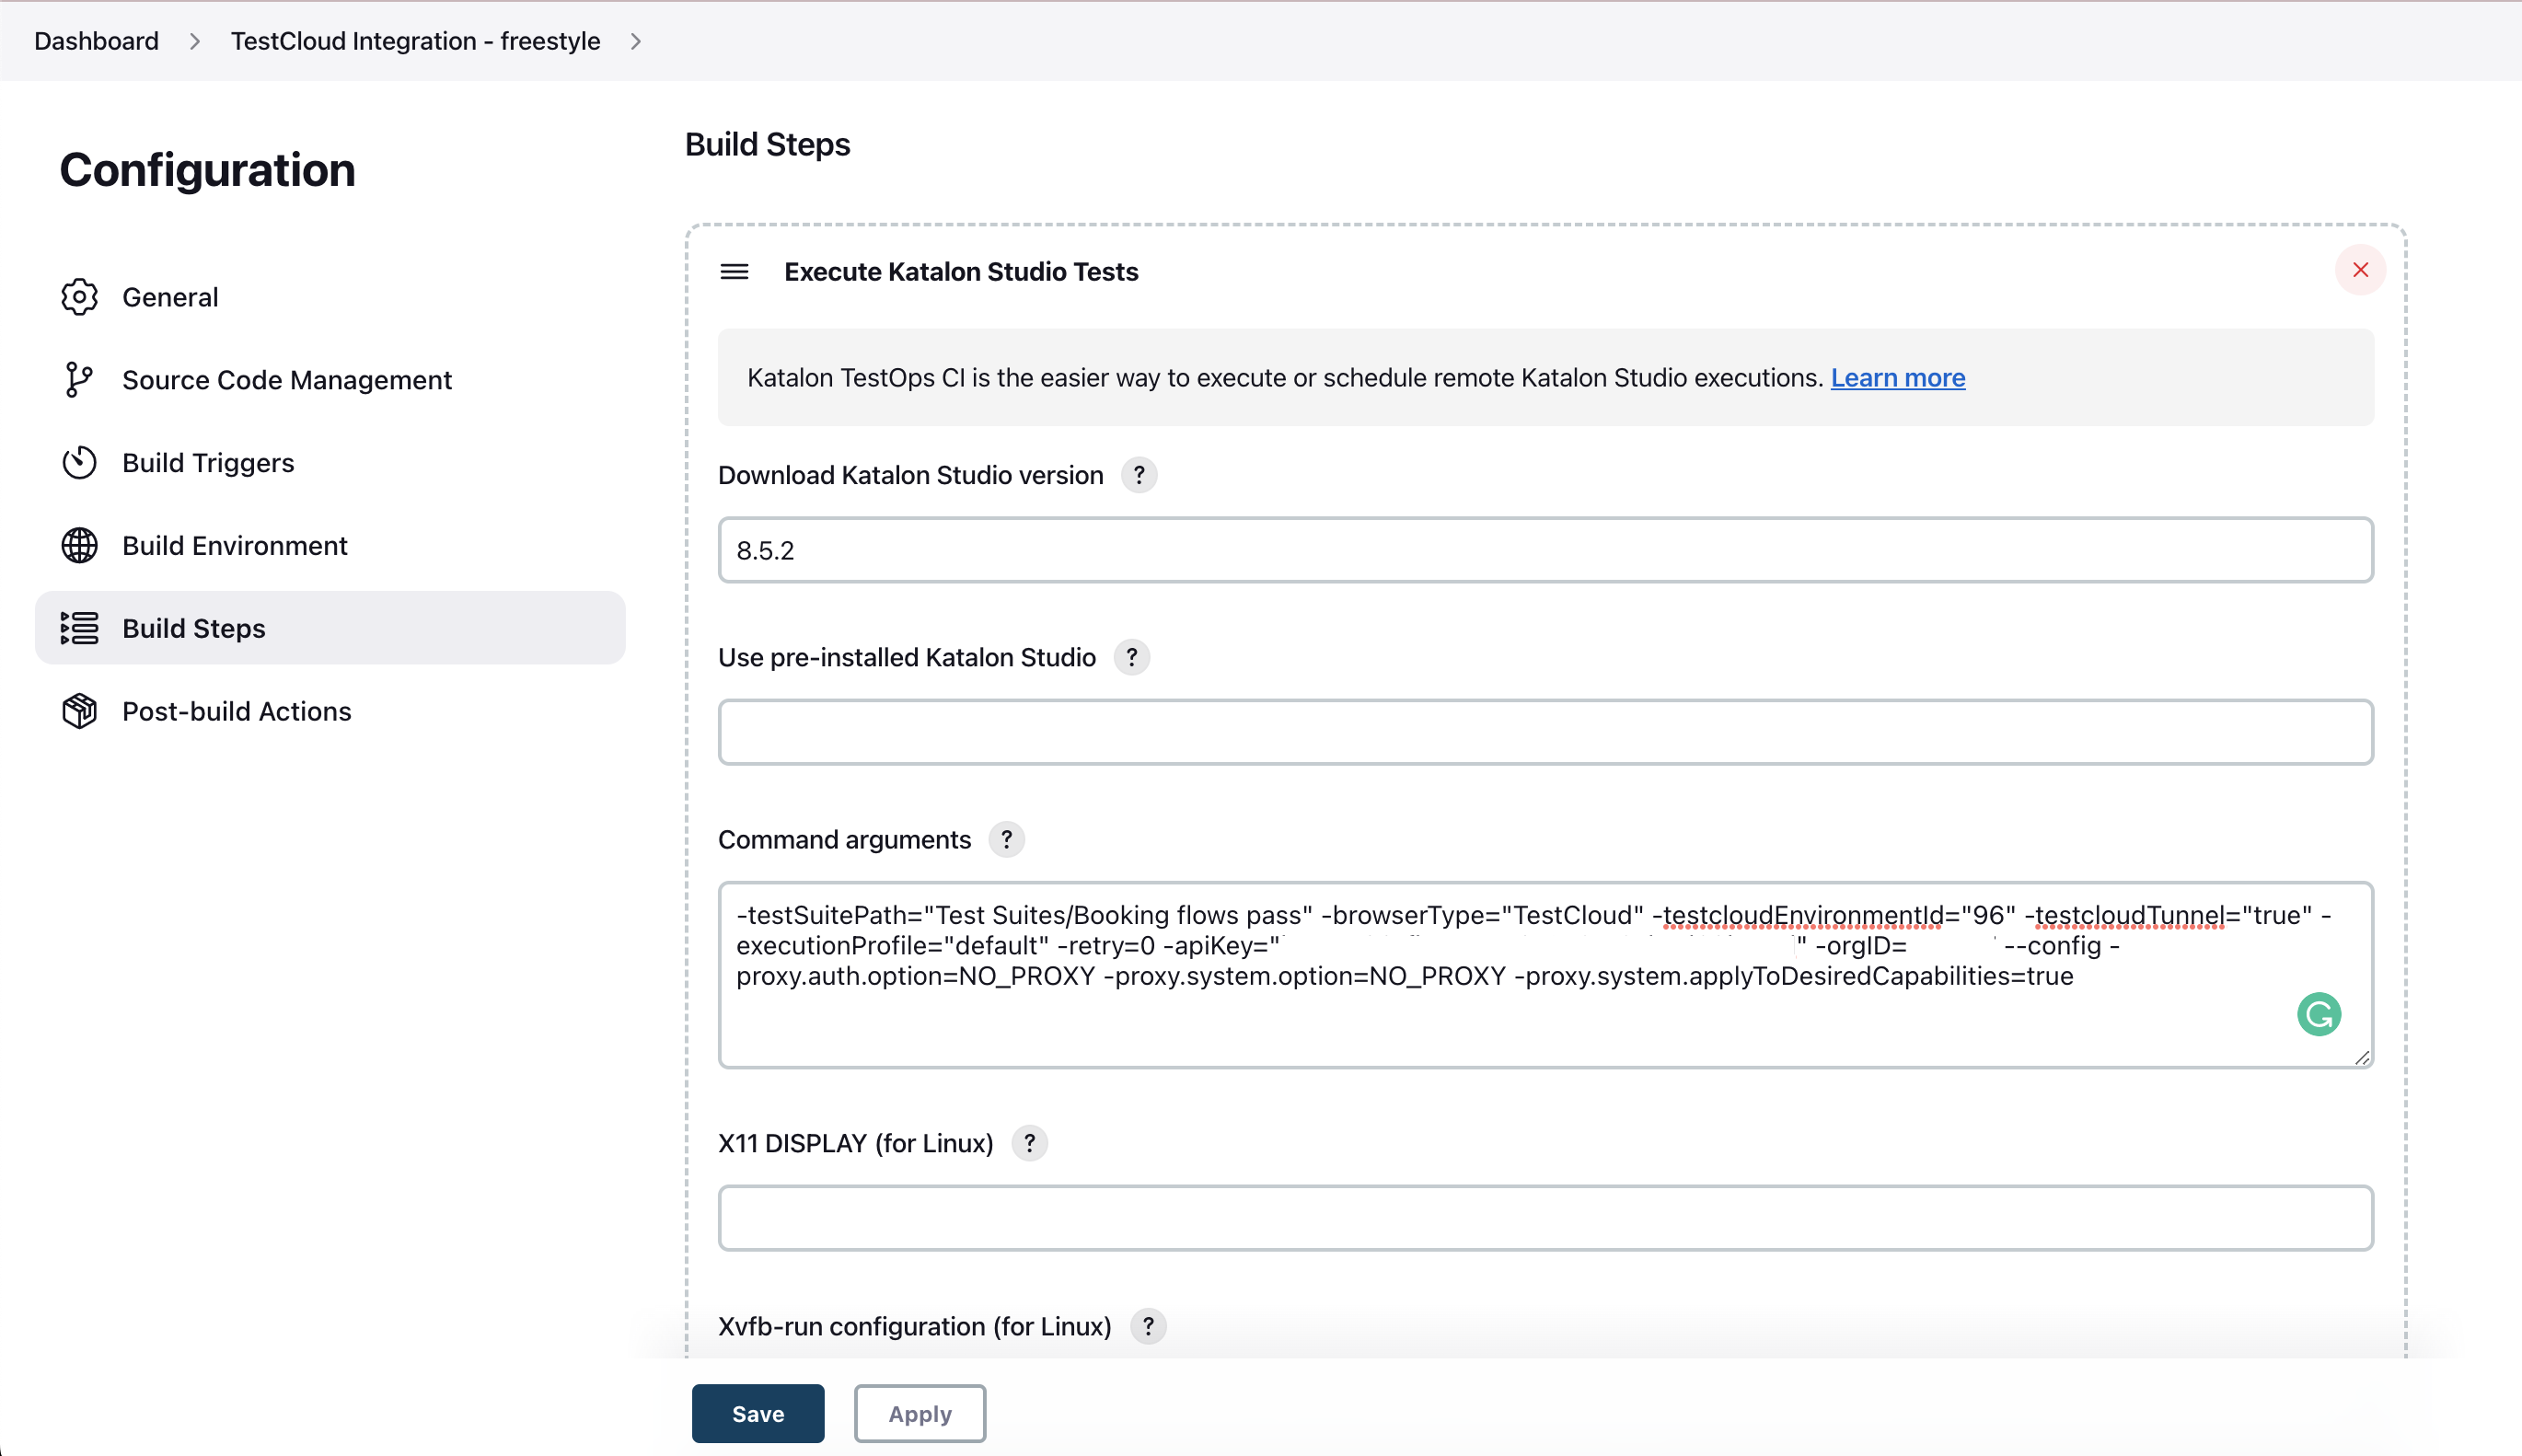 Dashboard > TestCloud Integration - freestyle >
Configuration
General
Source Code Management
Build Triggers
Build Environment
Build Steps
Post-build Actions
Build Steps
Execute Katalon Studio Tests
Katalon TestOps CI is the easier way to execute or schedule remote Katalon Studio executions. Learn more
Download Katalon Studio version ?
8.5.2
Use pre-installed Katalon Studio ?
Command arguments ?
-testSuitePath="Test Suites/Booking flows pass" -browserType="TestCloud" -testcloudEnvironmentId="96" -testcloudTunnel="true" -
executionProfile="default" -retry=0 -apiKey=" " -orgID= --config -
proxy.auth.option=NO_PROXY -proxy.system.option=NO_PROXY -proxy.system.applyToDesiredCapabilities=true
X11 DISPLAY (for Linux) ?
Xvfb-run configuration (for Linux) ?
Save
Apply